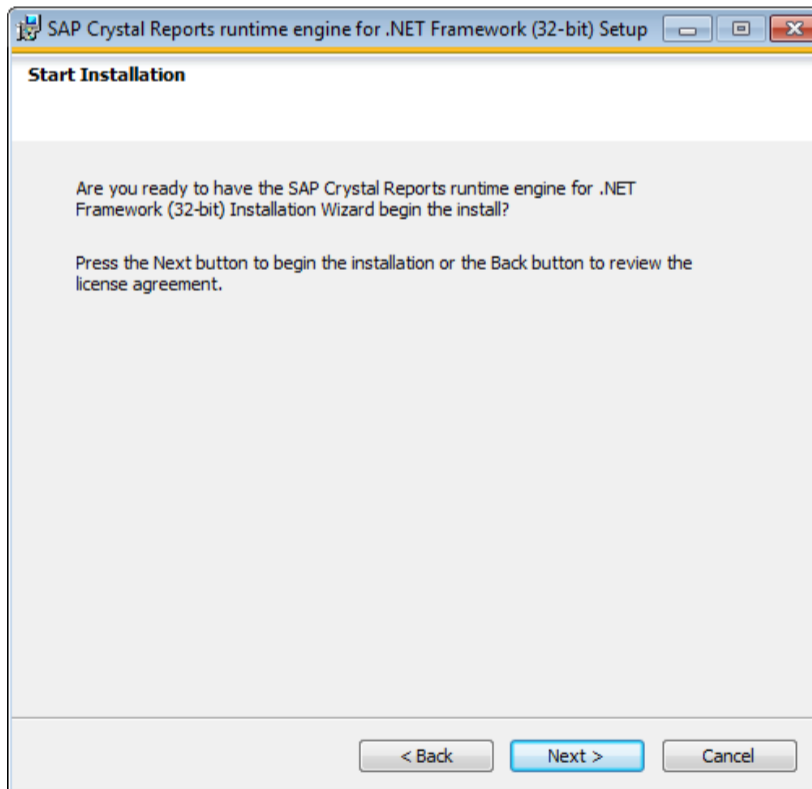 SAP Crystal Reports runtime engine for .NET Framework (32-bit) Setup
Start Installation
Are you ready to have the SAP Crystal Reports runtime engine for .NET
Framework (32-bit) Installation Wizard begin the install?
Press the Next button to begin the installation or the Back button to review the
license agreement.
< Back
Next >
Cancel